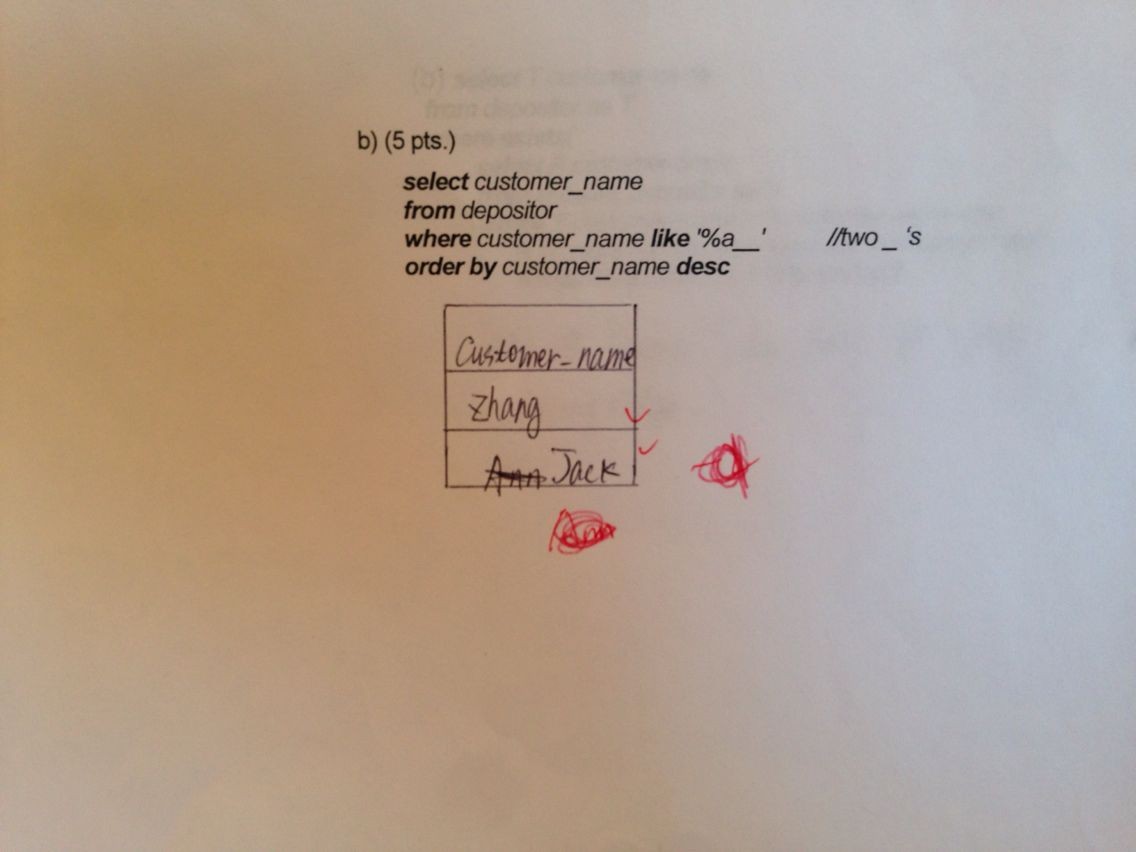 b) (5 pts.)
select customer_name
from depositor
where customer_name like '%a__' //two _ 's
order by customer_name desc
Customer_name
Zhang
Ann Jack